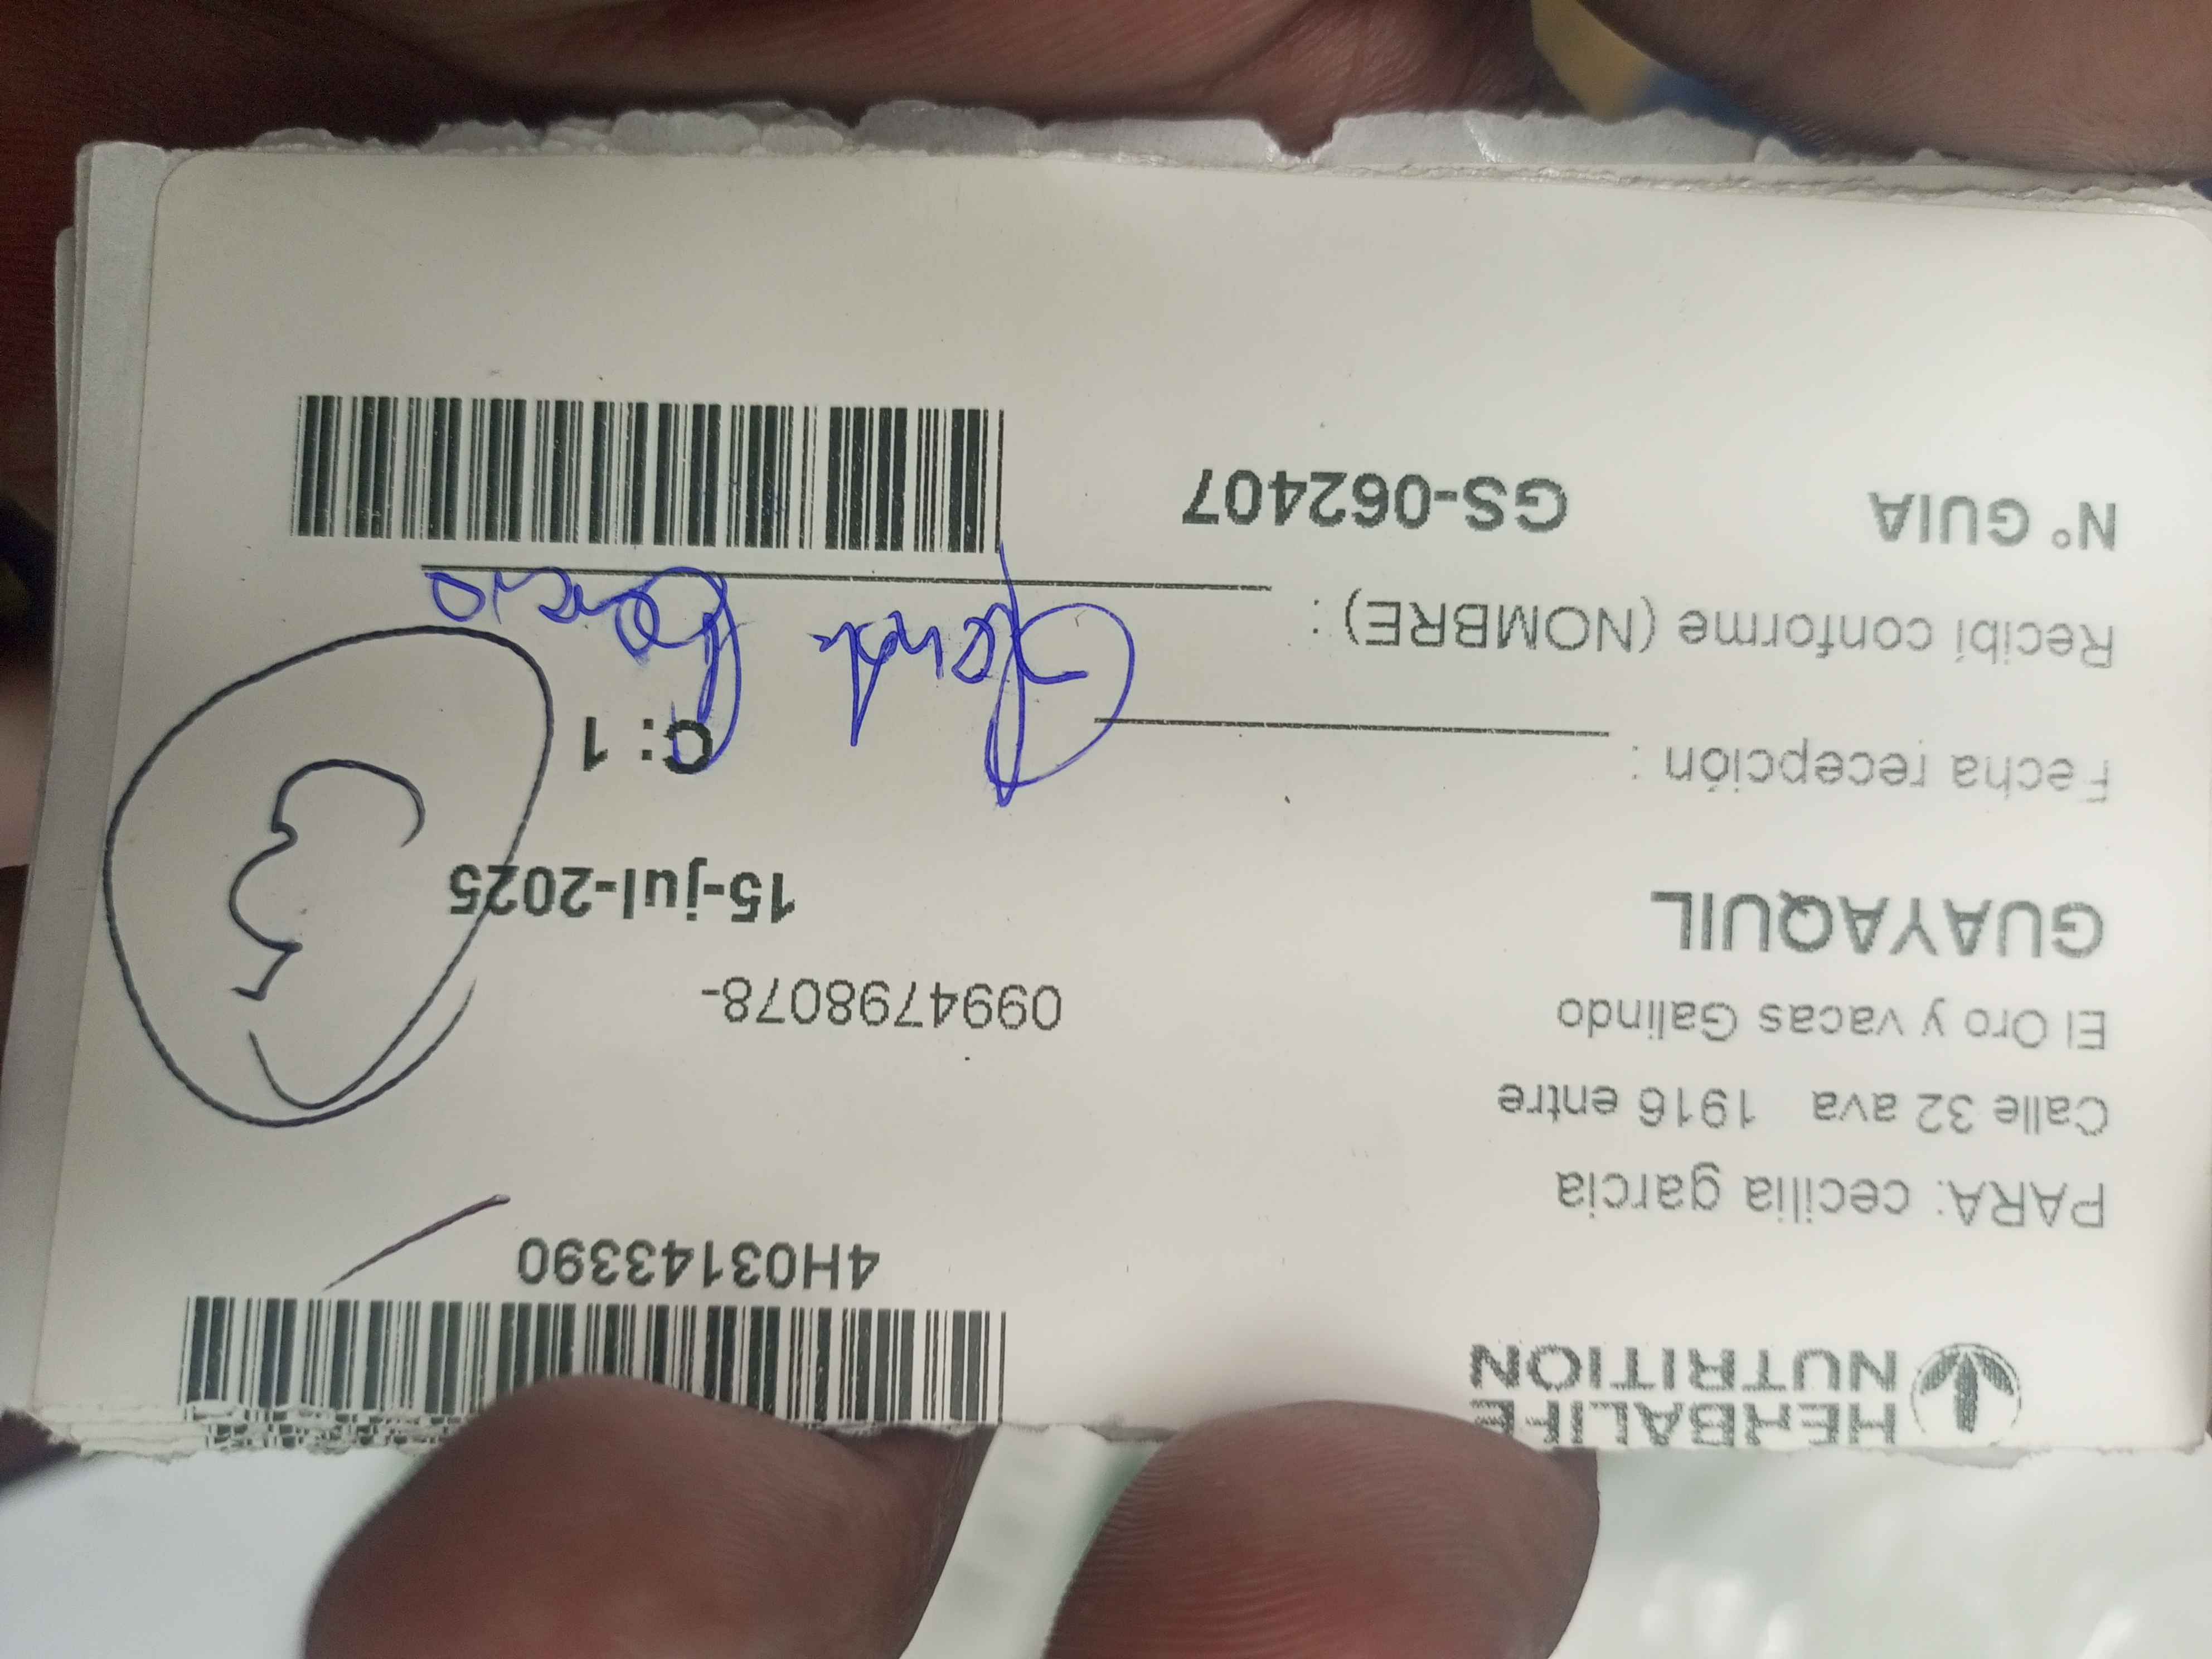 HERBALIFE
NUTRITION
4H03143390
PARA: cecilia garcia
Calle 32 ava 1916 entre
El Oro y vacas Galindo
0994798078-
GUAYAQUIL
15-jul-2025
Fecha recepción :
C: 1
Recibí conforme (NOMBRE) :
N° GUIA GS-062407